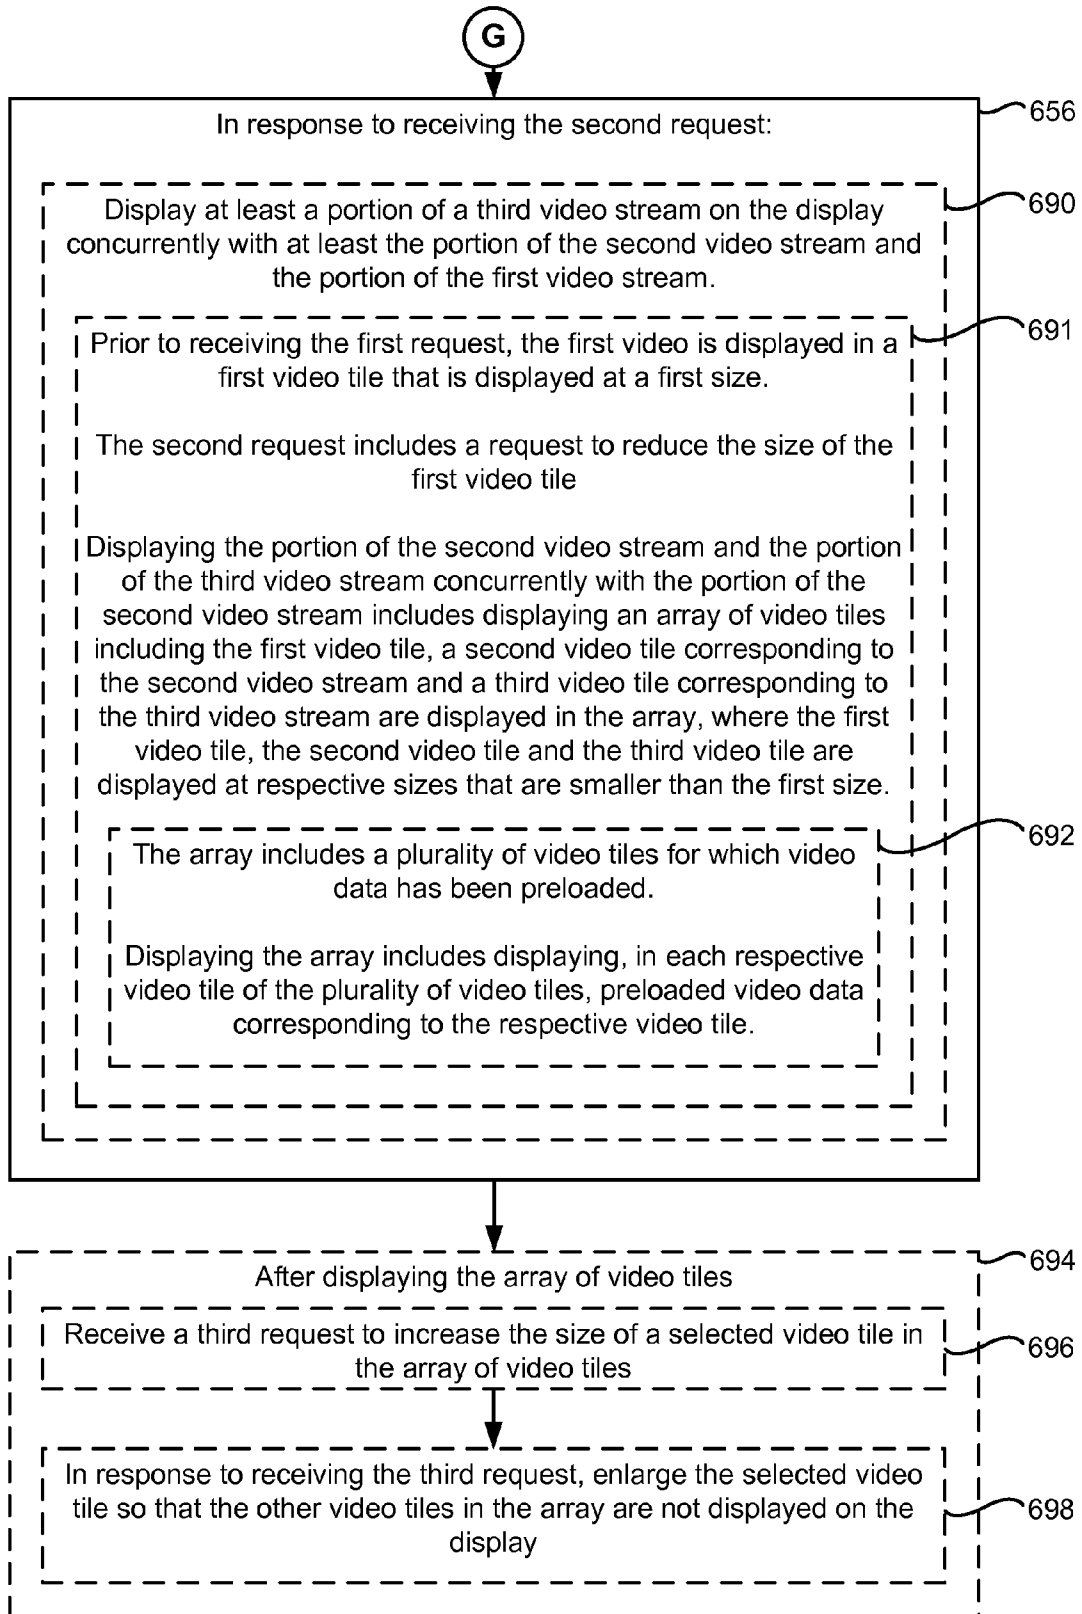 G
656
In response to receiving the second request:
690
Display at least a portion of a third video stream on the display
concurrently with at least the portion of the second video stream and
the portion of the first video stream.
691
Prior to receiving the first request, the first video is displayed in a
first video tile that is displayed at a first size.
The second request includes a request to reduce the size of the
first video tile
Displaying the portion of the second video stream and the portion
of the third video stream concurrently with the portion of the
second video stream includes displaying an array of video tiles
including the first video tile, a second video tile corresponding to
the second video stream and a third video tile corresponding to
the third video stream are displayed in the array, where the first
video tile, the second video tile and the third video tile are
displayed at respective sizes that are smaller than the first size.
692
The array includes a plurality of video tiles for which video
data has been preloaded.
Displaying the array includes displaying, in each respective
video tile of the plurality of video tiles, preloaded video data
corresponding to the respective video tile.
694
After displaying the array of video tiles
Receive a third request to increase the size of a selected video tile in
the array of video tiles
696
In response to receiving the third request, enlarge the selected video
tile so that the other video tiles in the array are not displayed on the
display
698